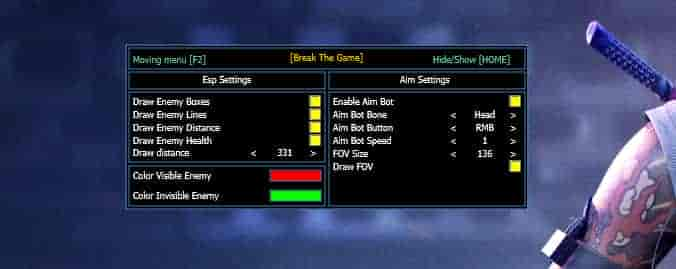 Moving menu [F2]
[Break The Game]
Hide/Show [HOME]
Esp Settings
Draw Enemy Boxes
Draw Enemy Lines
Draw Enemy Distance
Draw Enemy Health
Draw distance < 331 >
Color Visible Enemy
Color Invisible Enemy
Aim Settings
Enable Aim Bot
Aim Bot Bone < Head >
Aim Bot Button < RMB >
Aim Bot Speed < 1 >
FOV Size < 136 >
Draw FOV